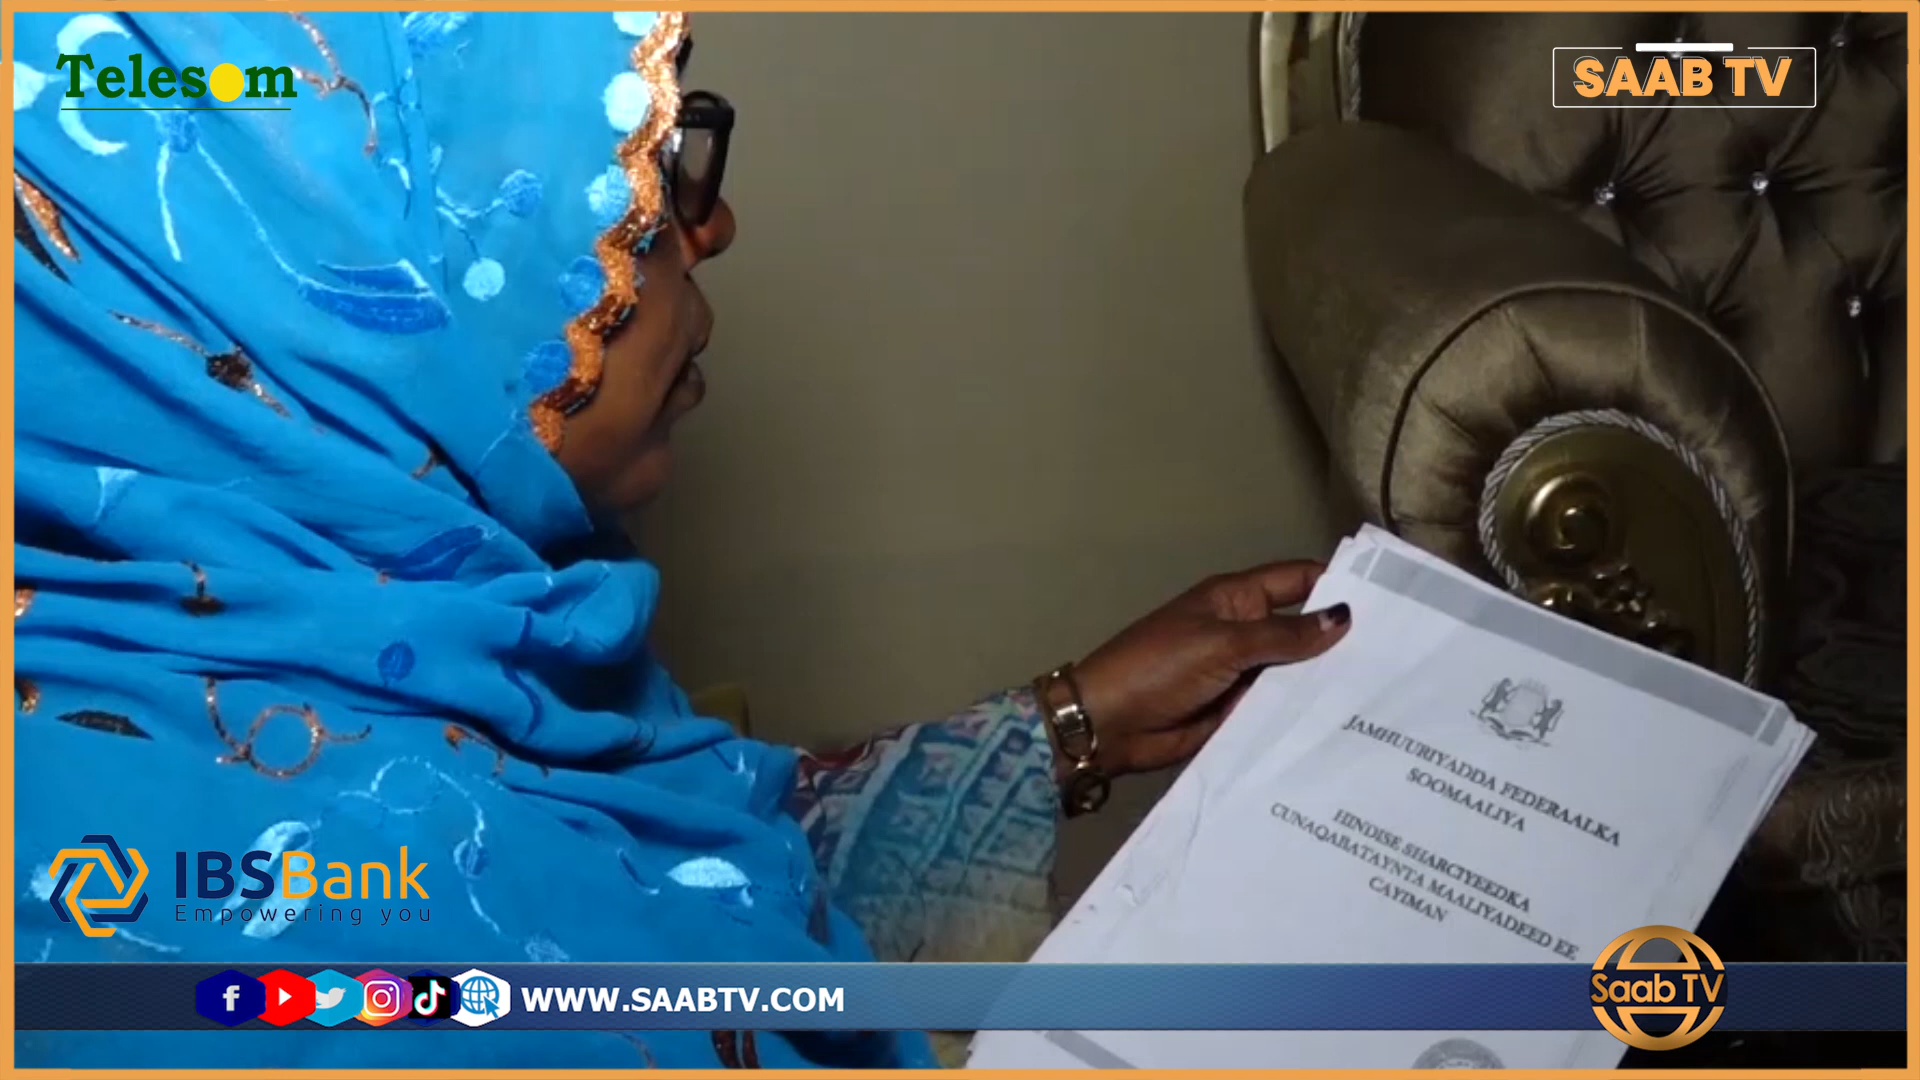 Telesom
SAAB TV
JAMHUURIYADDA FEDERAALKA
SOOMAALIYA
HINDISE SHARCIYEEDKA
CUNAQABATAYNTA MAALIYADEED EE
CAYIMAN
IBSBank
Empowering you
WWW.SAABTV.COM
Saab TV